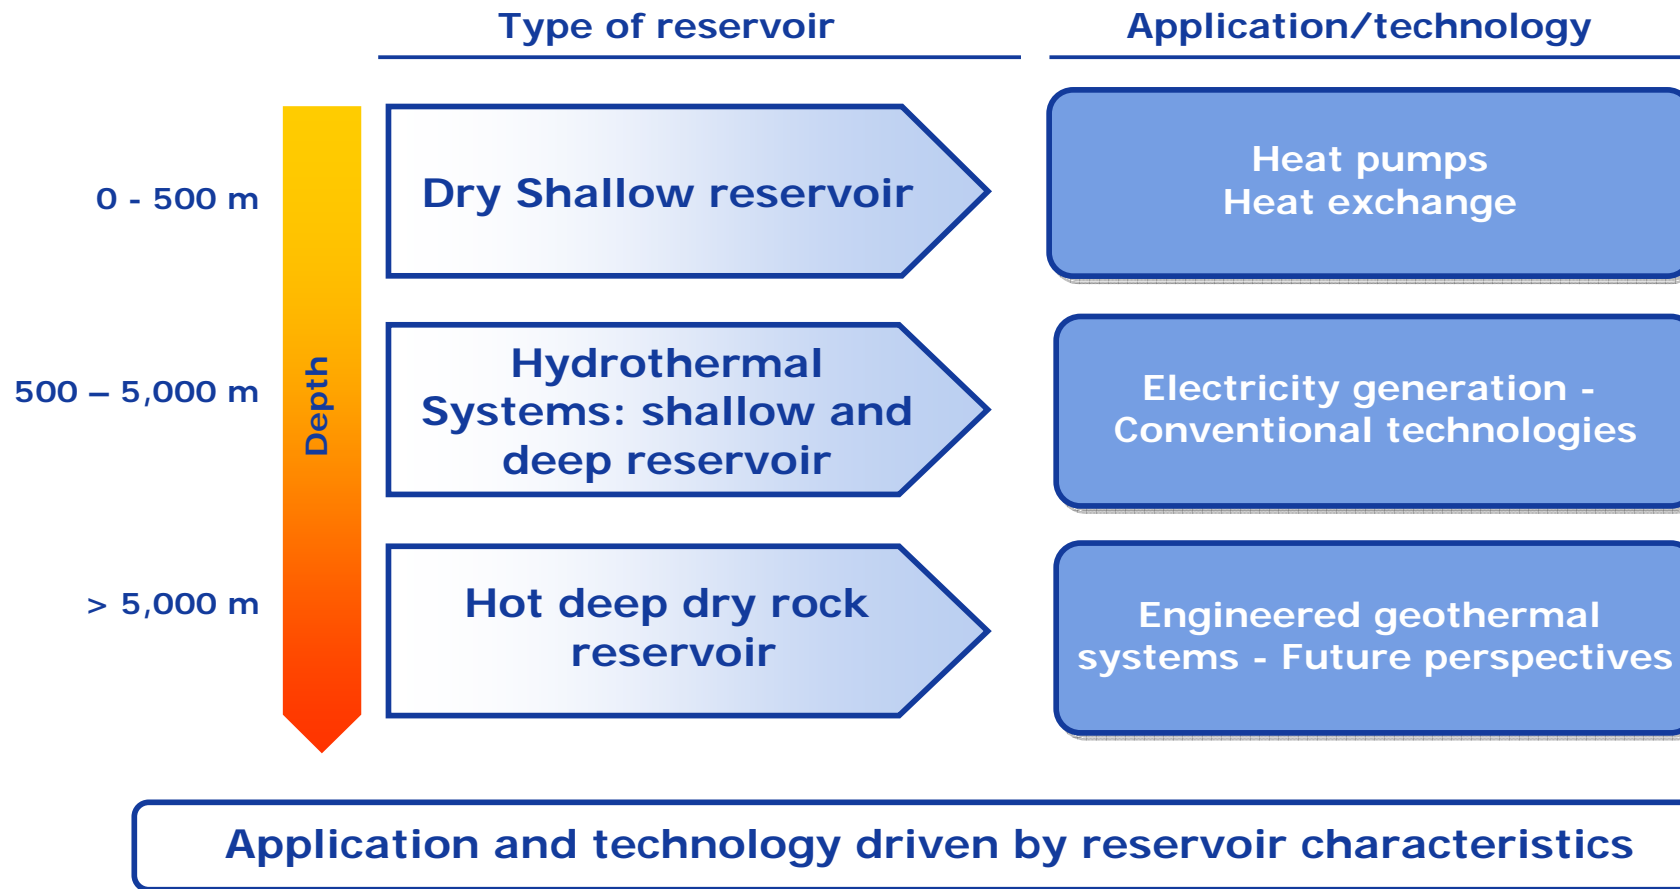 Type of reservoir
Application/technology
0 - 500 m
Dry Shallow reservoir
Heat pumps
Heat exchange
Depth
500 – 5,000 m
Hydrothermal
Systems: shallow and
deep reservoir
Electricity generation -
Conventional technologies
> 5,000 m
Hot deep dry rock
reservoir
Engineered geothermal
systems - Future perspectives
Application and technology driven by reservoir characteristics